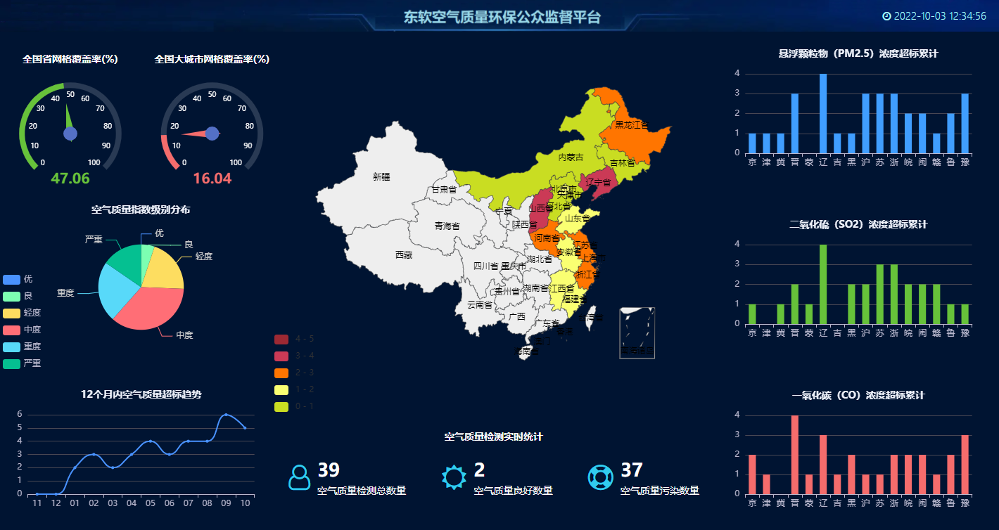 东软空气质量环保公众监督平台
2022-10-03 12:34:56
全国省网格覆盖率(%)
0 10 20 30 40 50 60 70 80 90 100
47.06
全国大城市网格覆盖率(%)
0 10 20 30 40 50 60 70 80 90 100
16.04
空气质量指数级别分布
优
良
轻度
中度
重度
严重
优
良
轻度
中度
重度
严重
12个月内空气质量超标趋势
6
5
4
3
2
1
0
11 12 01 02 03 04 05 06 07 08 09 10
黑龙江省
内蒙古
吉林省
辽宁省
新疆
甘肃省
北京市
天津市
河北省
山西省
宁夏
山东省
青海省
陕西省
河南省
江苏省
安徽省
上海市
西藏
湖北省
四川省
重庆市
浙江省
湖南省
江西省
贵州省
福建省
云南省
广西
广东省
台湾省
香港
澳门
海南省
南海诸岛
4 - 5
3 - 4
2 - 3
1 - 2
0 - 1
空气质量检测实时统计
39
空气质量检测总数量
2
空气质量良好数量
37
空气质量污染数量
悬浮颗粒物（PM2.5）浓度超标累计
4
3
2
1
0
京 津 冀 晋 蒙 辽 吉 黑 沪 苏 浙 皖 闽 赣 鲁 豫
二氧化硫（SO2）浓度超标累计
4
3
2
1
0
京 津 冀 晋 蒙 辽 吉 黑 沪 苏 浙 皖 闽 赣 鲁 豫
一氧化碳（CO）浓度超标累计
4
3
2
1
0
京 津 冀 晋 蒙 辽 吉 黑 沪 苏 浙 皖 闽 赣 鲁 豫